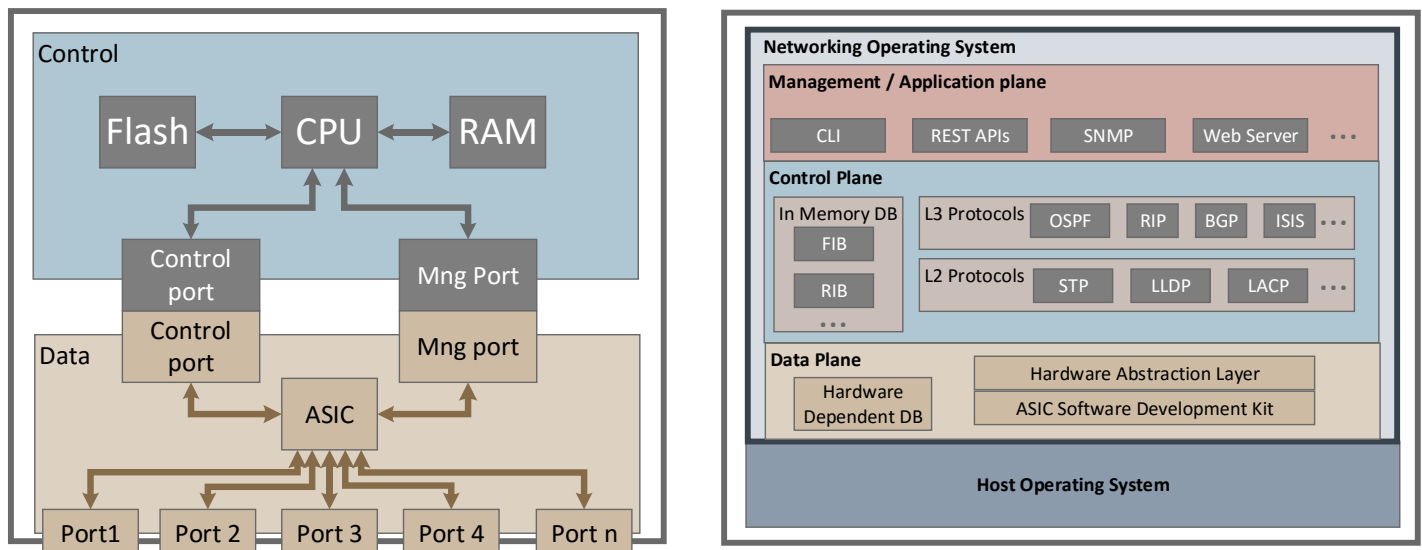 Control
Flash
CPU
RAM
Control
port
Mng Port
Control
port
Mng port
Data
ASIC
Port1
Port 2
Port 3
Port 4
Port n
Networking Operating System
Management / Application plane
CLI
REST APIs
SNMP
Web Server
...
Control Plane
In Memory DB
FIB
RIB
...
L3 Protocols
OSPF
RIP
BGP
ISIS
...
L2 Protocols
STP
LLDP
LACP
...
Data Plane
Hardware
Dependent DB
Hardware Abstraction Layer
ASIC Software Development Kit
Host Operating System